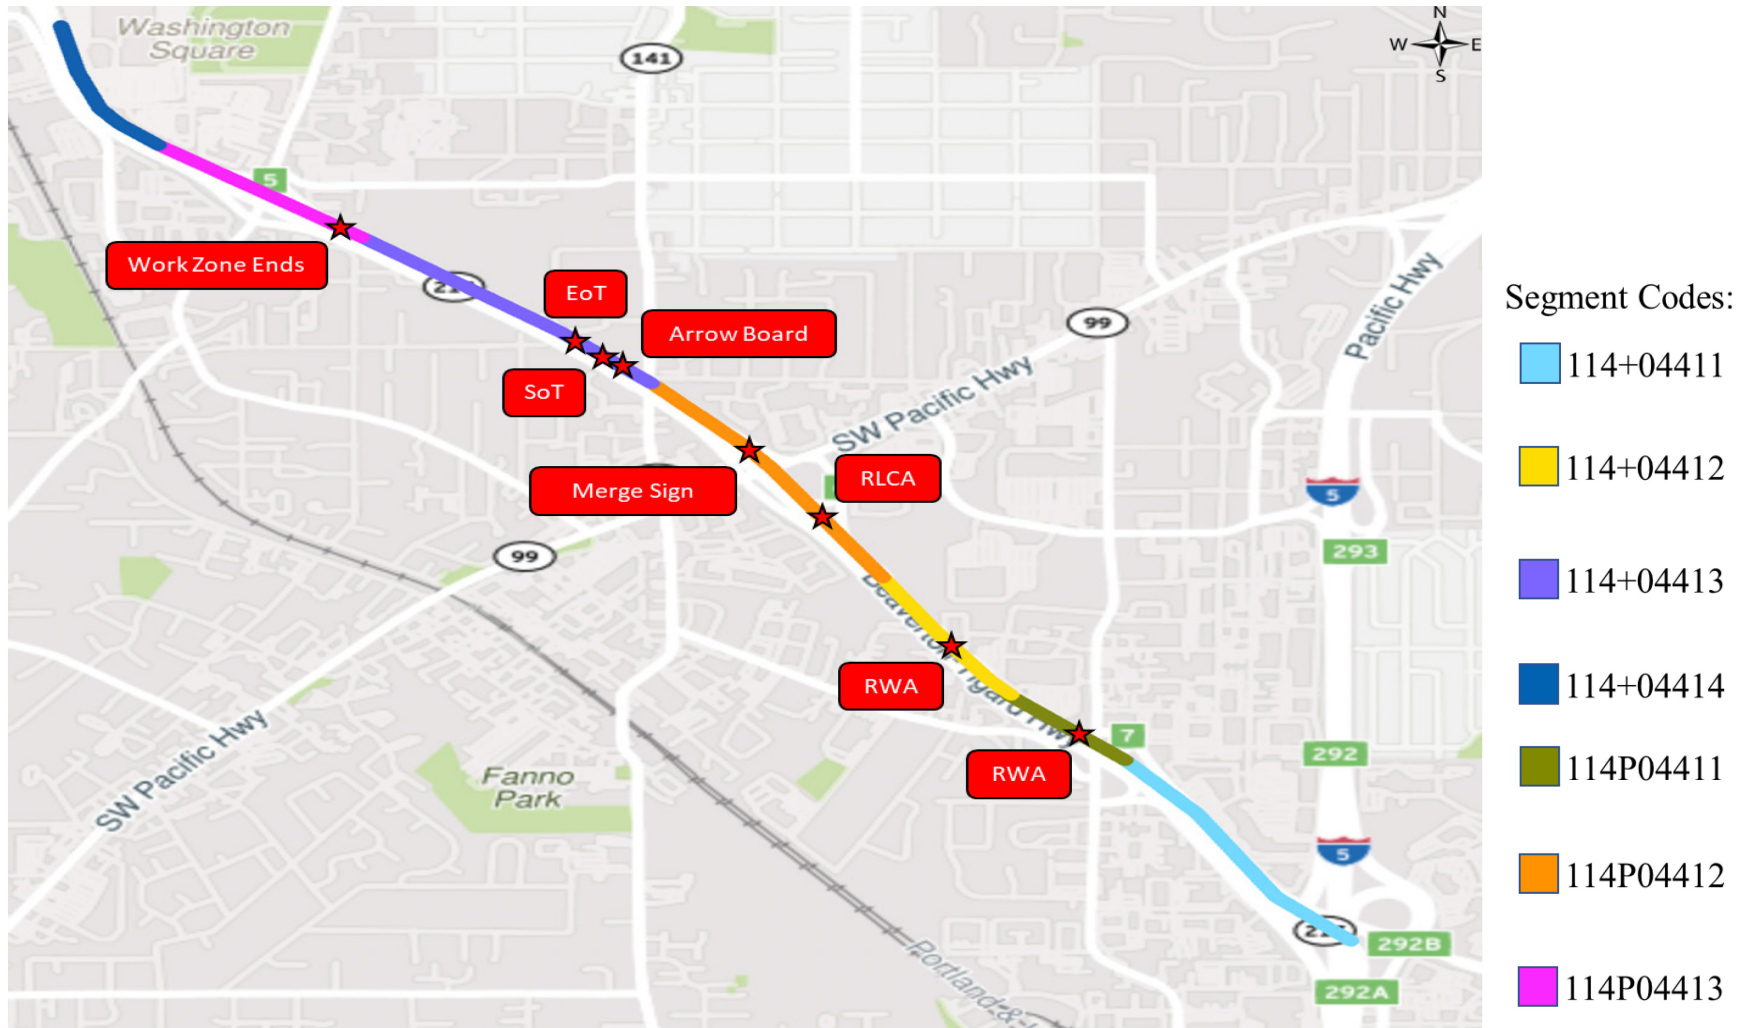 Washington
Square
141
N
W
E
S
5
Work Zone Ends
EoT
Arrow Board
SoT
99
Pacific Hwy
SW Pacific Hwy
Merge Sign
RLCA
5
99
293
RWA
7
RWA
292
SW Pacific Hwy
Fanno
Park
5
292B
292A
Segment Codes:
114+04411
114+04412
114+04413
114+04414
114P04411
114P04412
114P04413